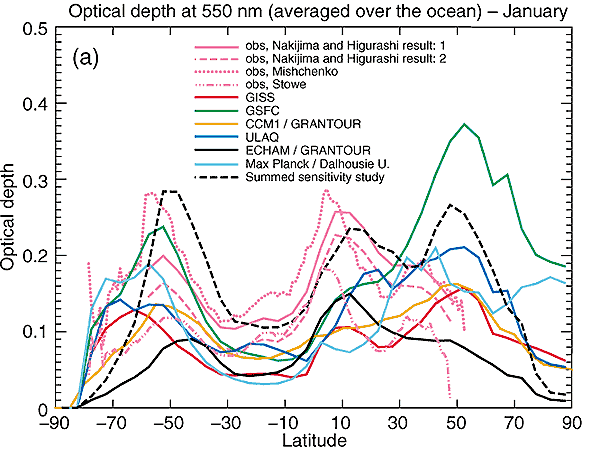 Optical depth at 550 nm (averaged over the ocean) – January
0.5
(a)
obs, Nakijima and Higurashi result: 1
obs, Nakijima and Higurashi result: 2
obs, Mishchenko
obs, Stowe
GISS
GSFC
CCM1 / GRANTOUR
ULAQ
ECHAM / GRANTOUR
Max Planck / Dalhousie U.
Summed sensitivity study
0.4
0.3
0.2
0.1
0
Optical depth
–90 –70 –50 –30 –10 10 30 50 70 90
Latitude